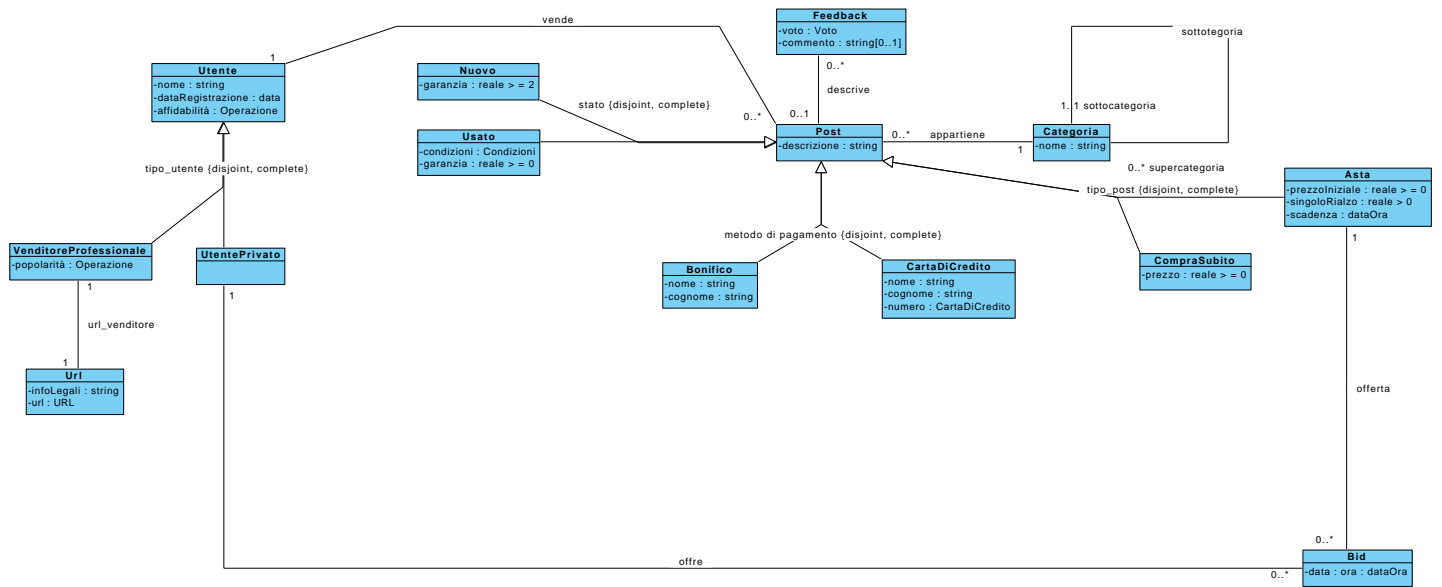 vende
Feedback
-voto : Voto
-commento : string[0..1]
sottotegoria
1
Utente
-nome : string
-dataRegistrazione : data
-affidabilità : Operazione
Nuovo
-garanzia : reale > = 2
0..*
descrive
stato {disjoint, complete}
0..*
0..1
1..1 sottocategoria
Usato
-condizioni : Condizioni
-garanzia : reale > = 0
Post
-descrizione : string
0..*
appartiene
1
Categoria
-nome : string
tipo_utente {disjoint, complete}
0..* supercategoria
tipo_post {disjoint, complete}
Asta
-prezzoIniziale : reale > = 0
-singoloRialzo : reale > 0
-scadenza : dataOra
1
metodo di pagamento {disjoint, complete}
VenditoreProfessionale
-popolarità : Operazione
UtentePrivato
Bonifico
-nome : string
-cognome : string
CartaDiCredito
-nome : string
-cognome : string
-numero : CartaDiCredito
CompraSubito
-prezzo : reale > = 0
1
1
url_venditore
1
Url
-infoLegali : string
-url : URL
offerta
0..*
offre
0..*
Bid
-data : ora : dataOra